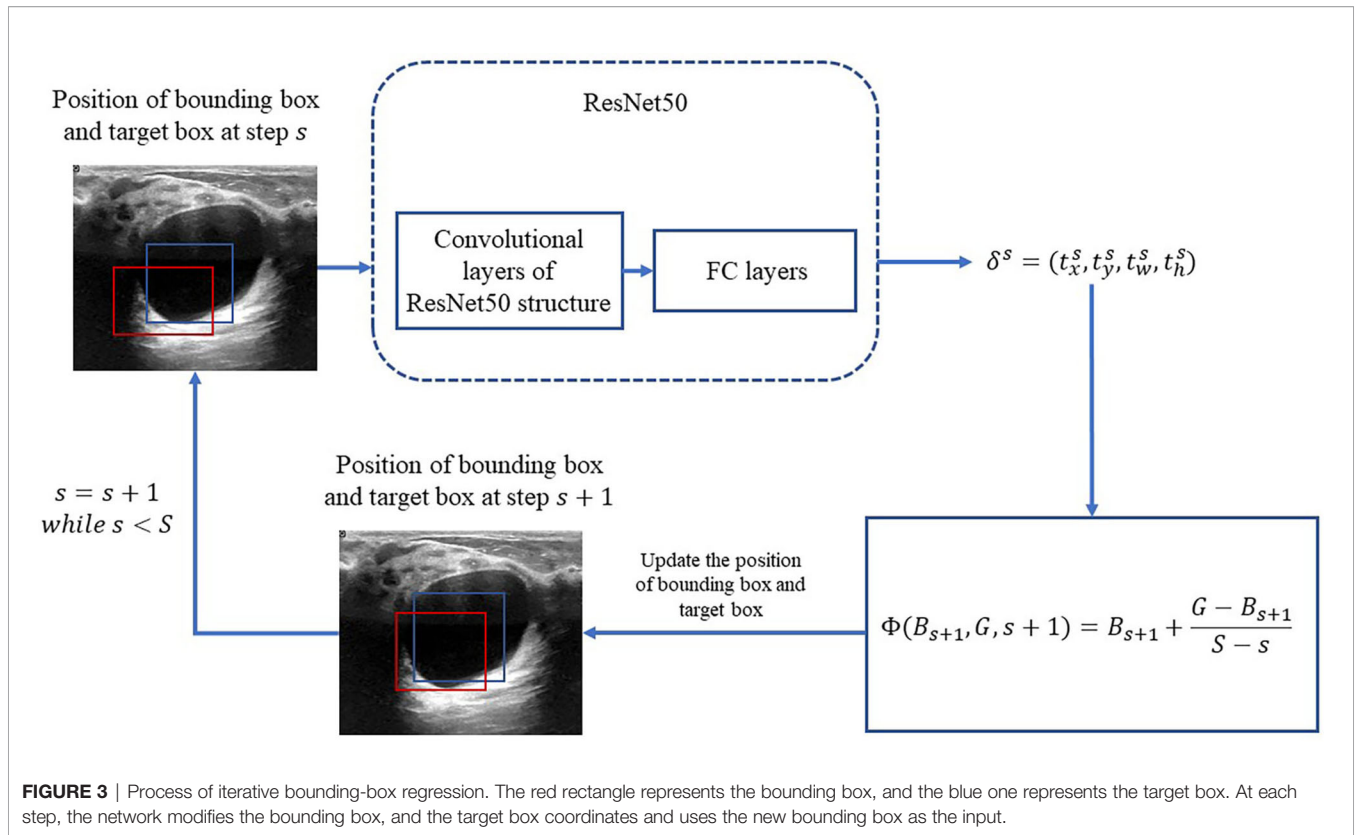 Position of bounding box
and target box at step s
ResNet50
Convolutional
layers of
ResNet50 structure
FC layers
δ^s = (t_x^s, t_y^s, t_w^s, t_h^s)
s = s + 1
while s < S
Position of bounding box
and target box at step s + 1
Update the position
of bounding box and
target box
Φ(B_{s+1}, G, s + 1) = B_{s+1} + \frac{G − B_{s+1}}{S − s}
FIGURE 3 | Process of iterative bounding-box regression. The red rectangle represents the bounding box, and the blue one represents the target box. At each
step, the network modifies the bounding box, and the target box coordinates and uses the new bounding box as the input.